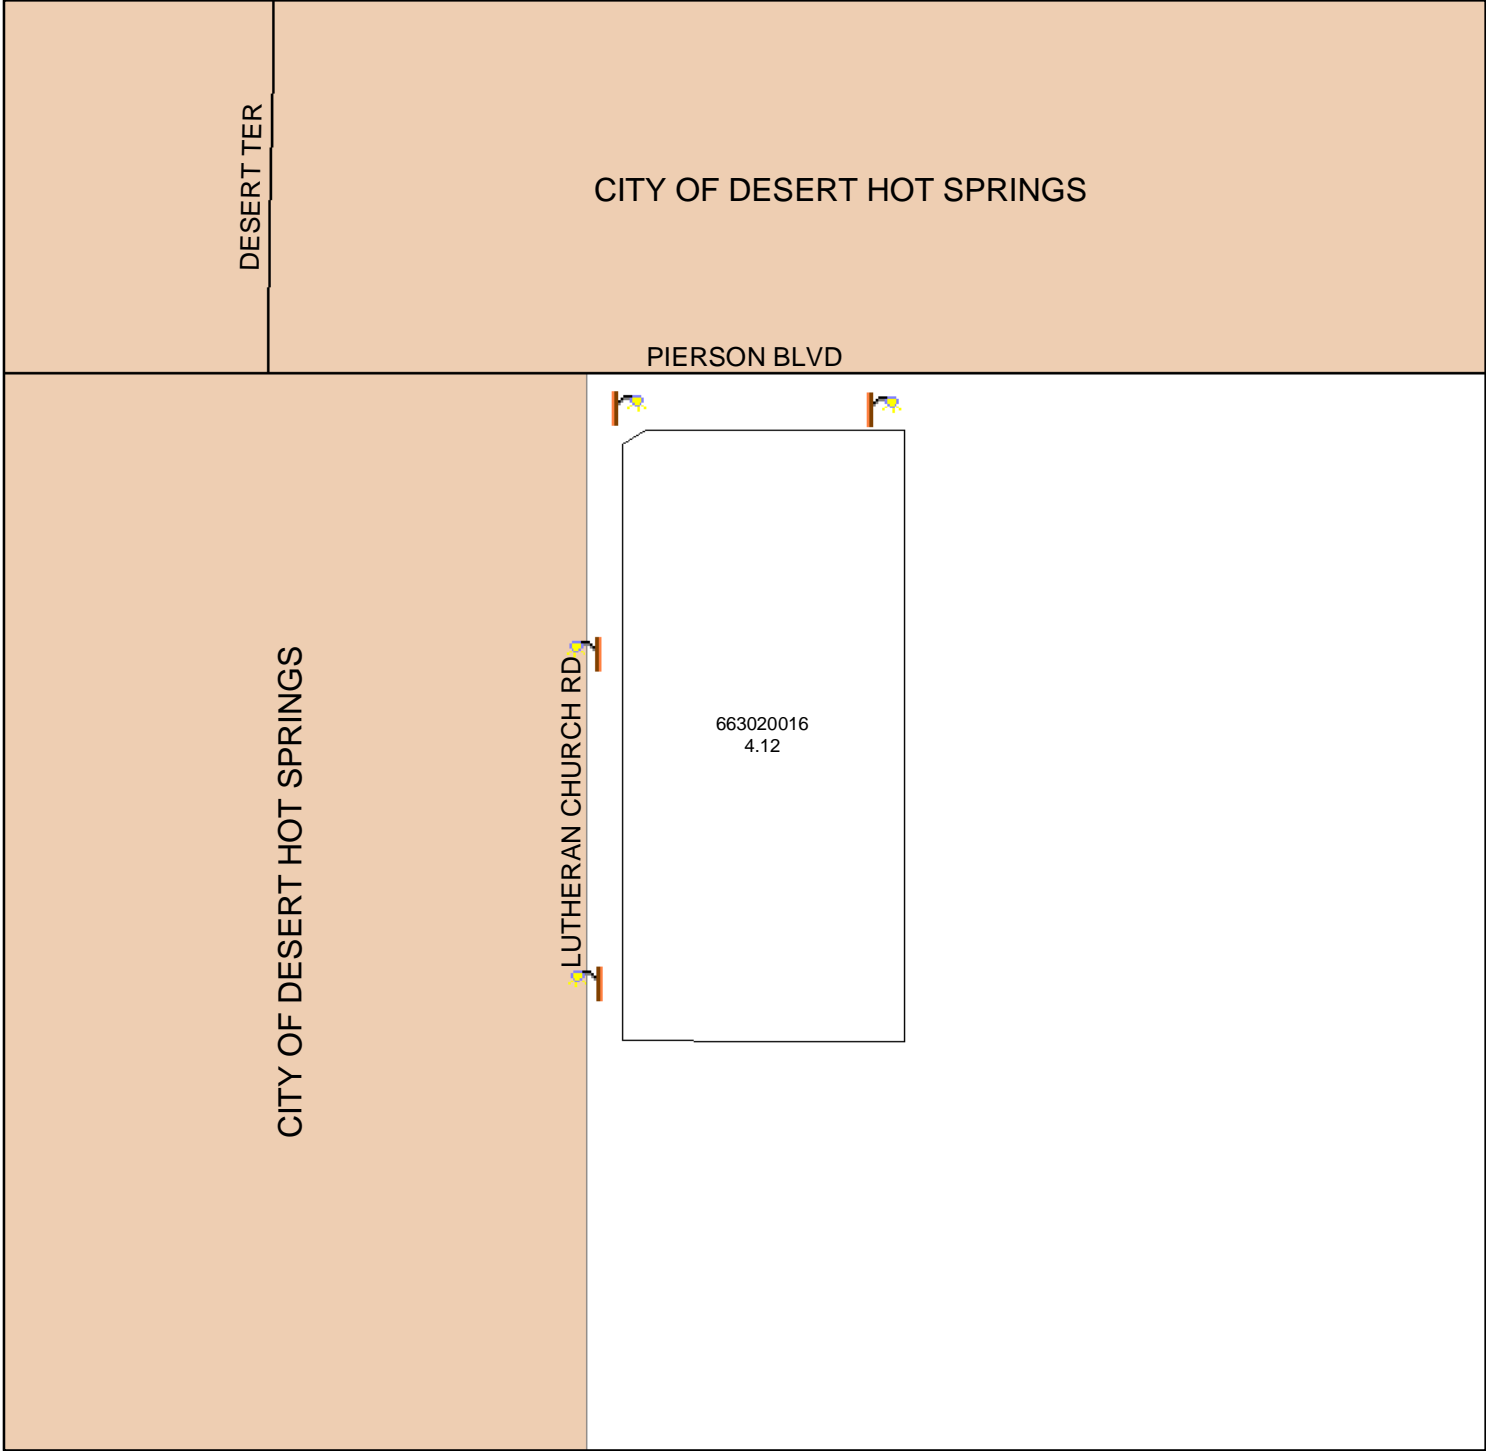 DESERT TER
CITY OF DESERT HOT SPRINGS
PIERSON BLVD
CITY OF DESERT HOT SPRINGS
LUTHERAN CHURCH RD
663020016
4.12